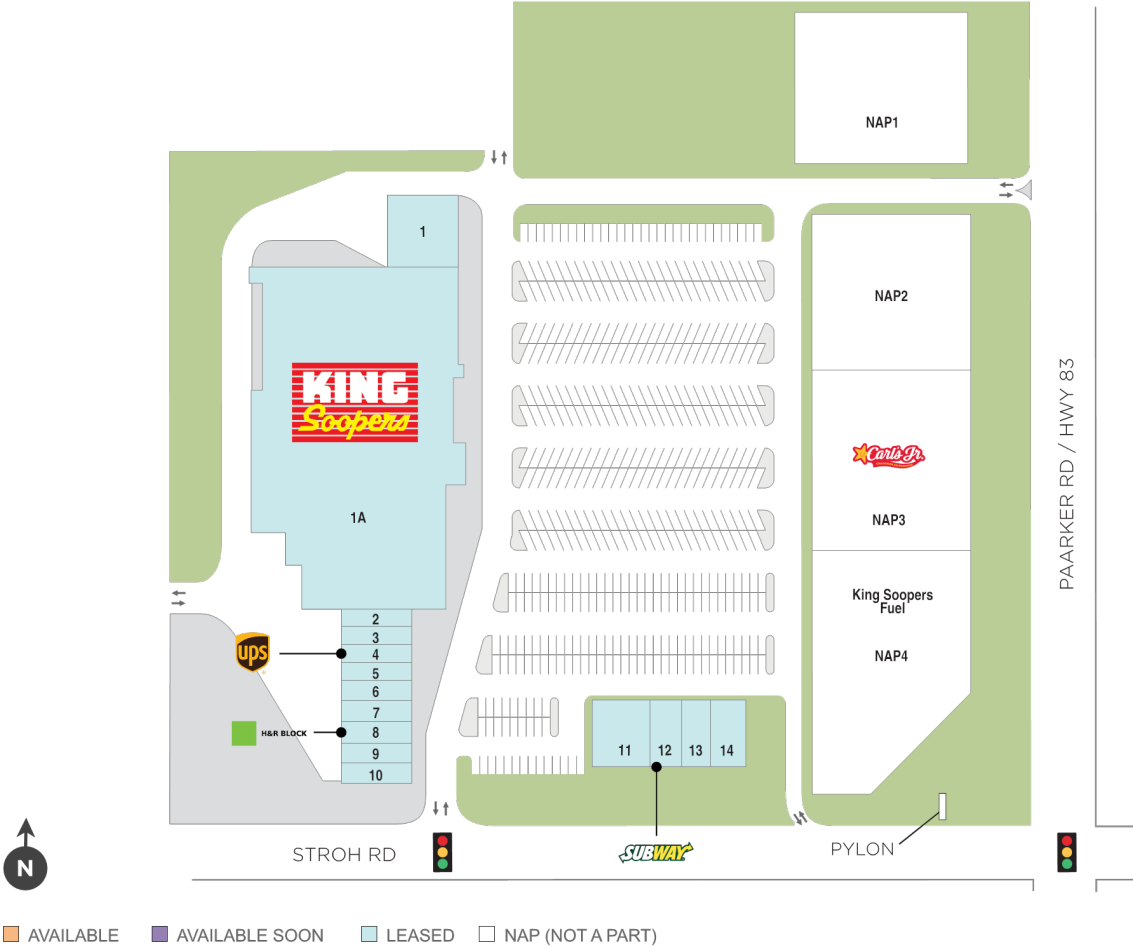 NAP1
1
NAP2
KING
Soopers
Carl's Jr.
1A
NAP3
PAARKER RD / HWY 83
King Soopers
Fuel
NAP4
2
3
ups
4
5
6
7
H&R BLOCK
8
9
10
11
12
13
14
STROH RD
SUBWAY
PYLON
N
AVAILABLE
AVAILABLE SOON
LEASED
NAP (NOT A PART)